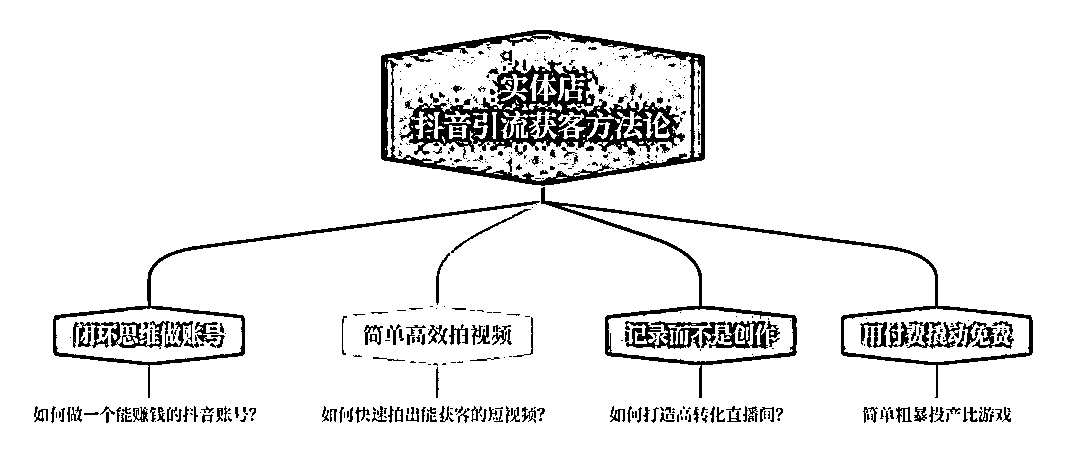 实体店
抖音引流获客方法论
闭环思维做账号
简单高效拍视频
记录而不是创作
用付费撬动免费
如何做一个能赚钱的抖音账号？
如何快速拍出能获客的短视频？
如何打造高转化直播间？
简单粗暴投产比游戏